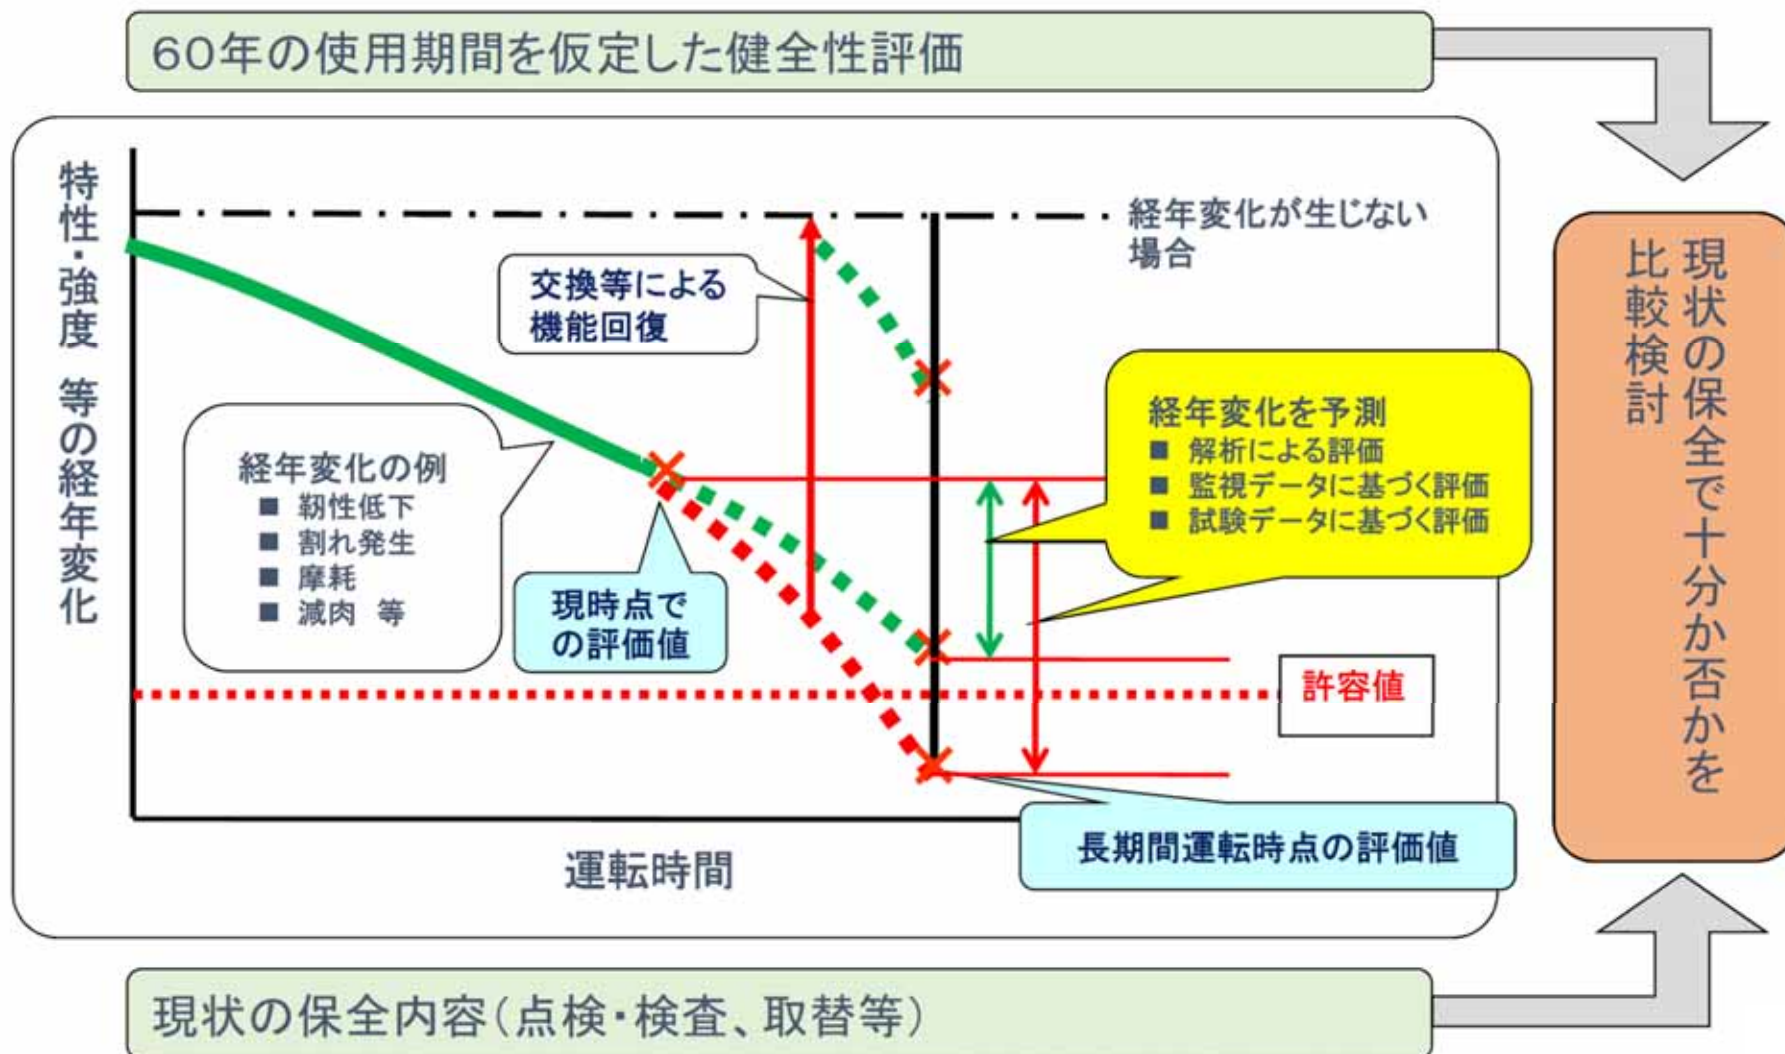 60年の使用期間を仮定した健全性評価
特性・強度 等の経年変化
経年変化が生じない
場合
交換等による
機能回復
経年変化を予測
■ 解析による評価
■ 監視データに基づく評価
■ 試験データに基づく評価
経年変化の例
■ 靭性低下
■ 割れ発生
■ 摩耗
■ 減肉 等
現時点で
の評価値
許容値
長期間運転時点の評価値
運転時間
現状の保全で十分か否かを
比較検討
現状の保全内容(点検・検査、取替等)